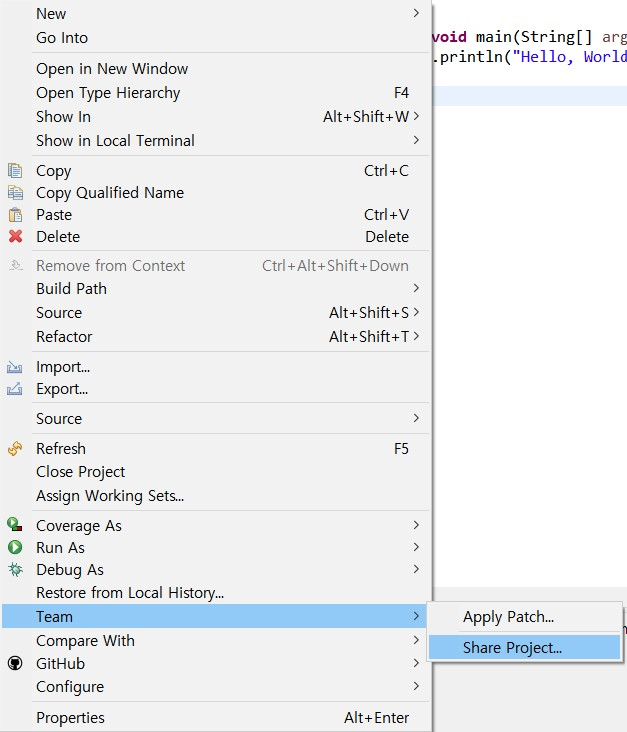 New
void main(String[] arg
Go Into
.println("Hello, World
Open in New Window
Open Type Hierarchy F4
Show In Alt+Shift+W
Show in Local Terminal
Copy Ctrl+C
Copy Qualified Name
Paste Ctrl+V
Delete Delete
Remove from Context Ctrl+Alt+Shift+Down
Build Path
Source Alt+Shift+S
Refactor Alt+Shift+T
Import...
Export...
Source
Refresh F5
Close Project
Assign Working Sets...
Coverage As
Run As
Debug As
Restore from Local History...
Team
Apply Patch...
Compare With
Share Project...
GitHub
Configure
Properties Alt+Enter